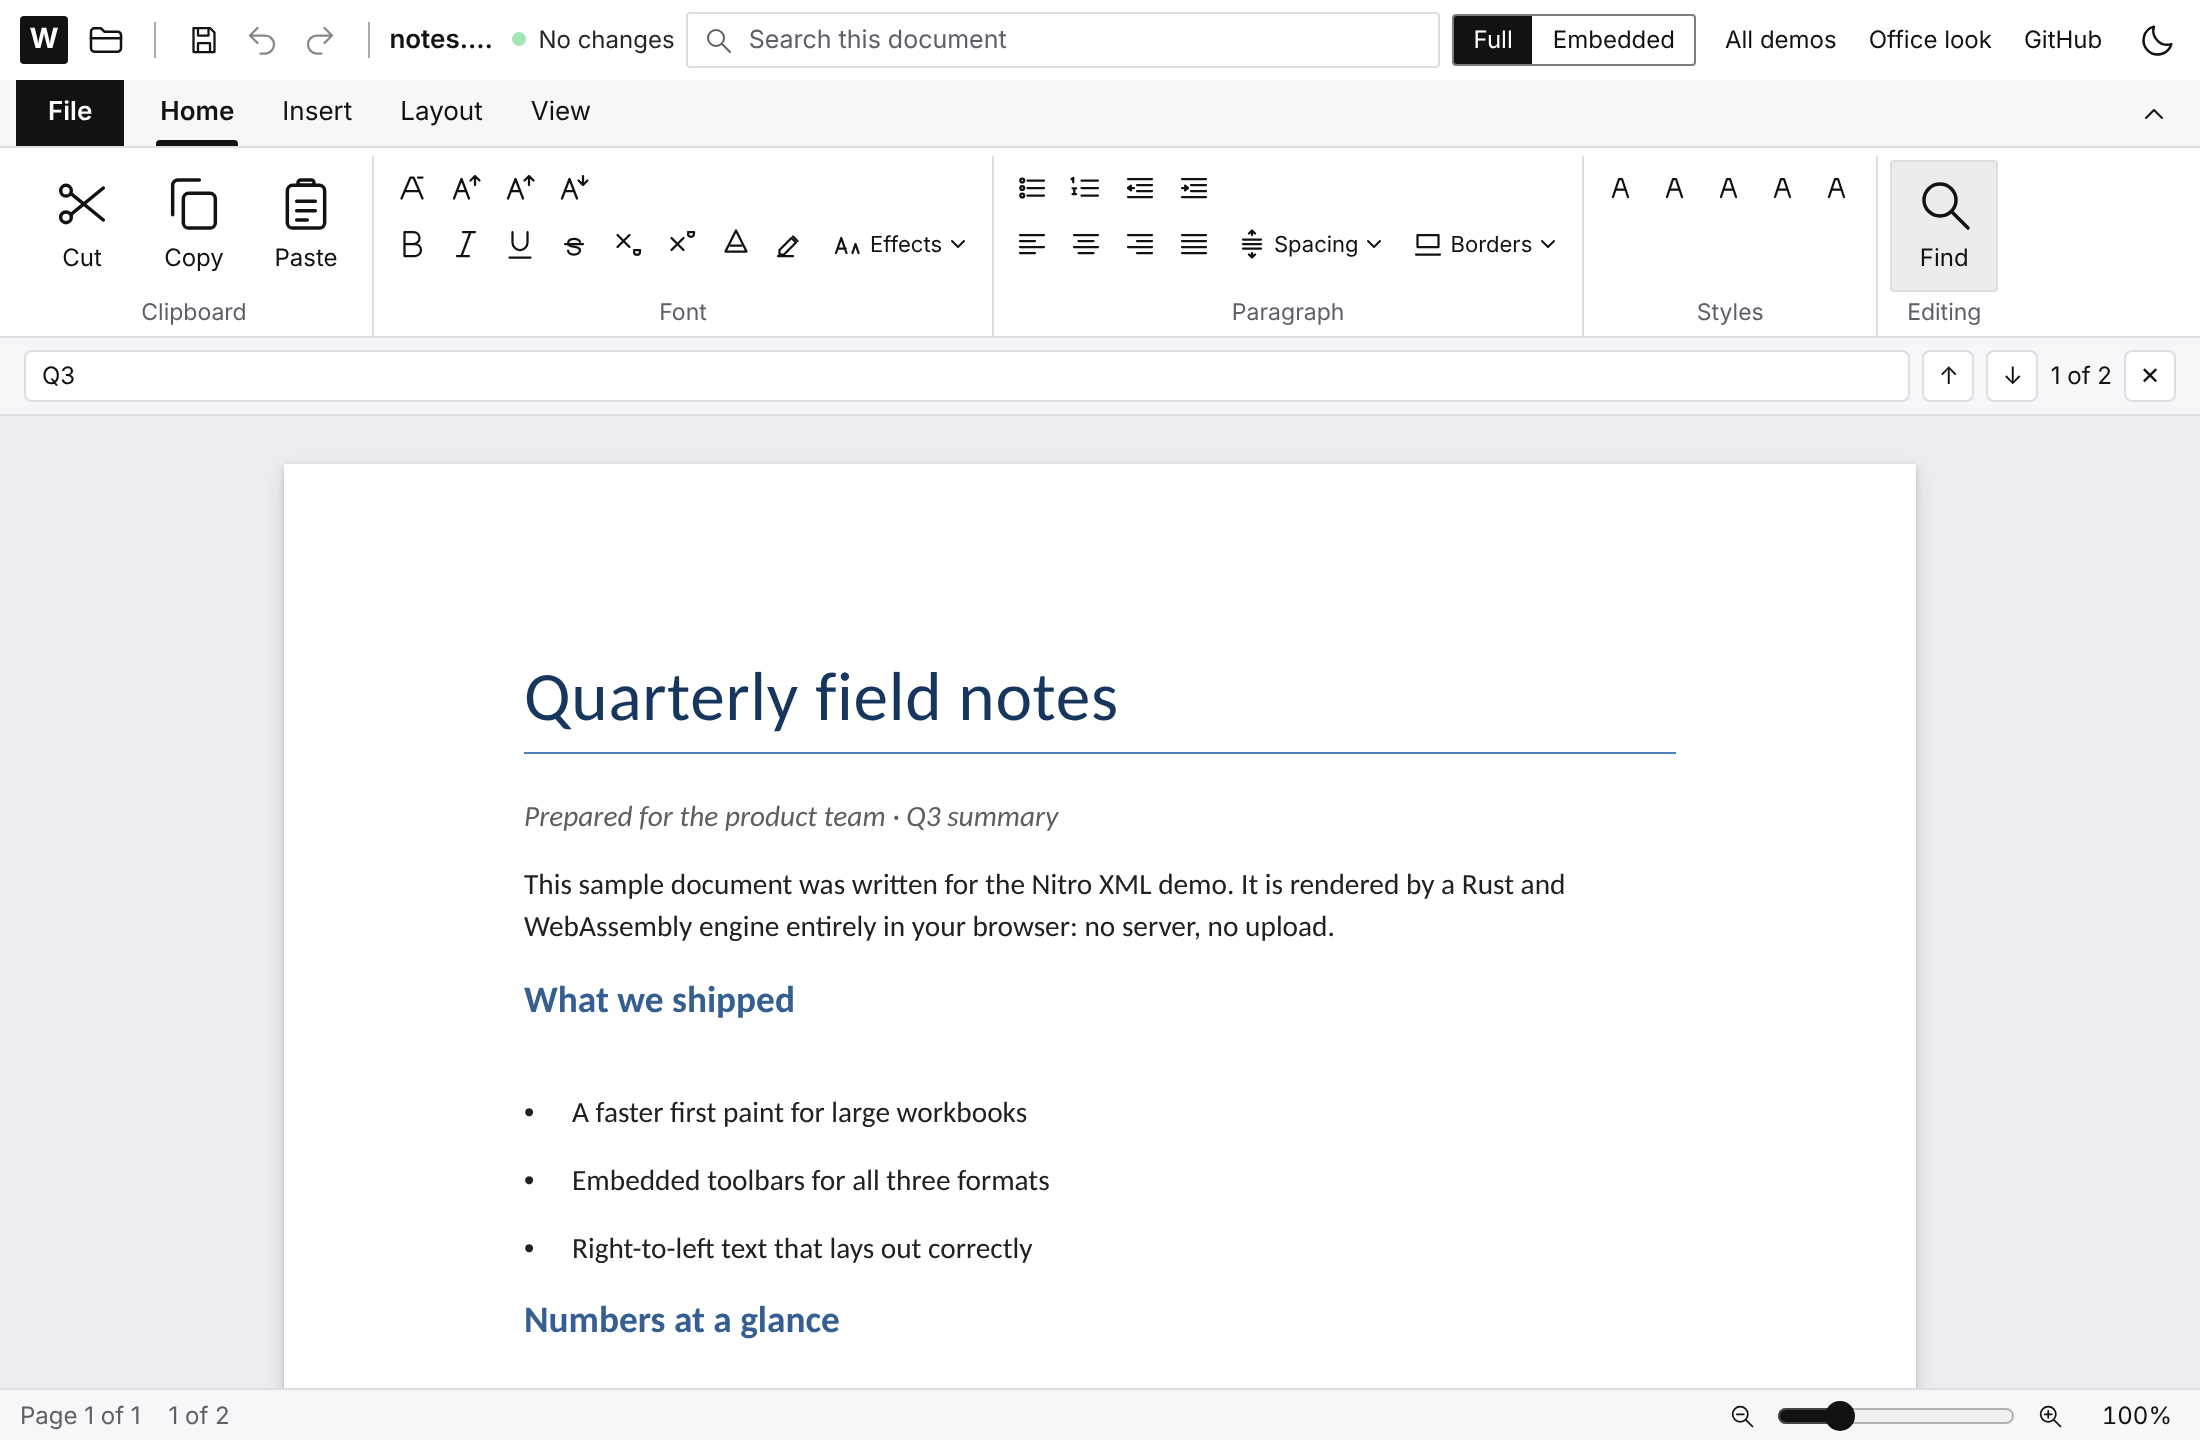 W notes.... No changes Search this document Full Embedded All demos Office look GitHub
File Home Insert Layout View
Cut Copy Paste Effects Spacing Borders Find
Clipboard Font Paragraph Styles Editing
Q3 1 of 2
Quarterly field notes
Prepared for the product team · Q3 summary
This sample document was written for the Nitro XML demo. It is rendered by a Rust and
WebAssembly engine entirely in your browser: no server, no upload.
What we shipped
• A faster first paint for large workbooks
• Embedded toolbars for all three formats
• Right-to-left text that lays out correctly
Numbers at a glance
Page 1 of 1 1 of 2 100%